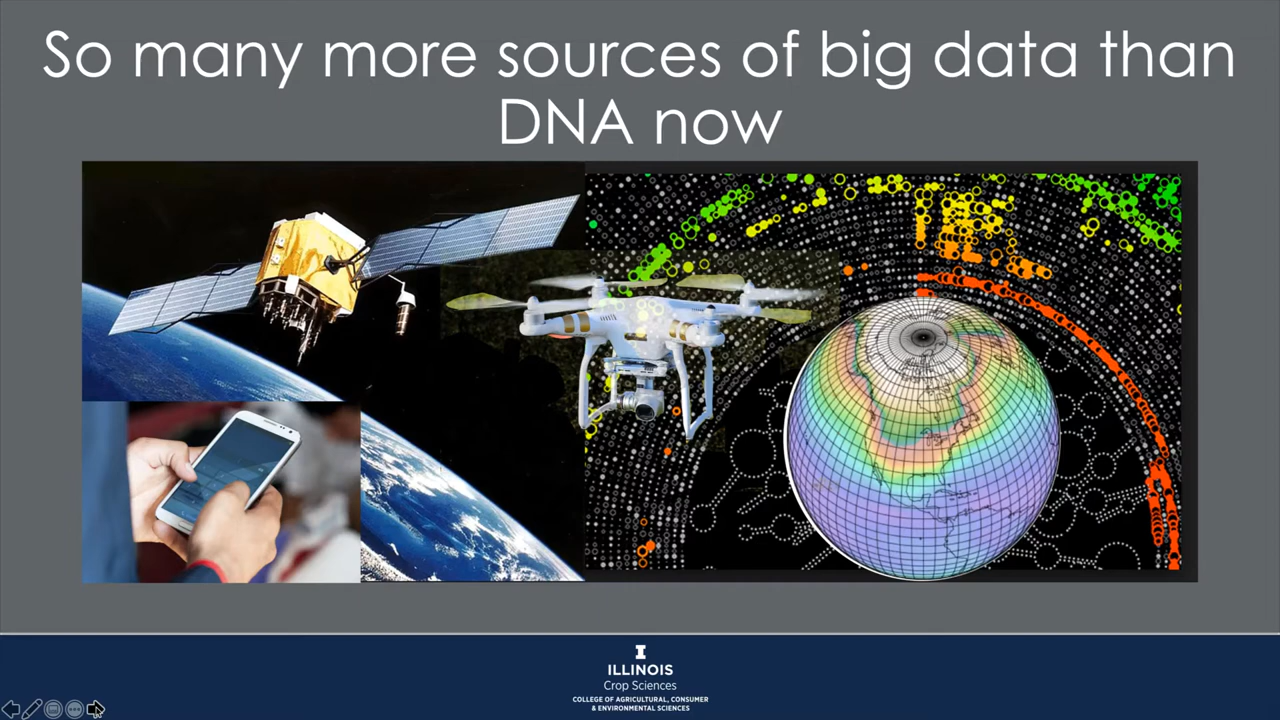 So many more sources of big data than
DNA now
I
ILLINOIS
Crop Sciences
COLLEGE OF AGRICULTURAL, CONSUMER
& ENVIRONMENTAL SCIENCES